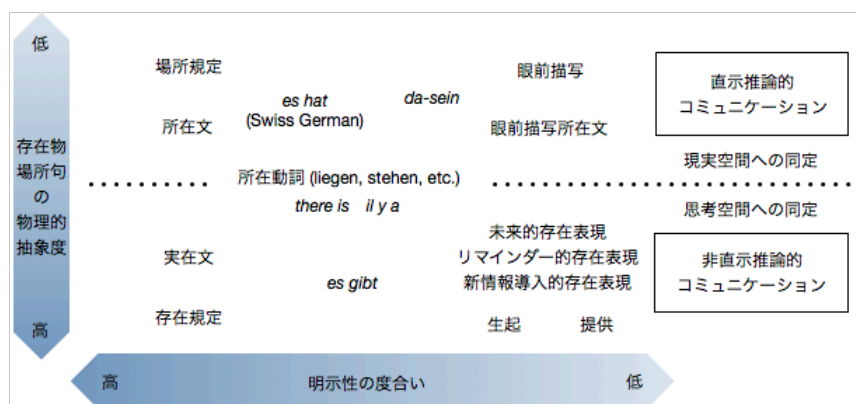 低
存在物
場所句
の
物理的
抽象度
高
場所規定
es hat
(Swiss German)
da-sein
所在文
眼前描写
眼前描写所在文
直示推論的
コミュニケーション
現実空間への同定
所在動詞 (liegen, stehen, etc.)
there is il y a
思考空間への同定
実在文
es gibt
未来的存在表現
リマインダー的存在表現
新情報導入的存在表現
非直示推論的
コミュニケーション
存在規定
生起 提供
高 明示性の度合い 低